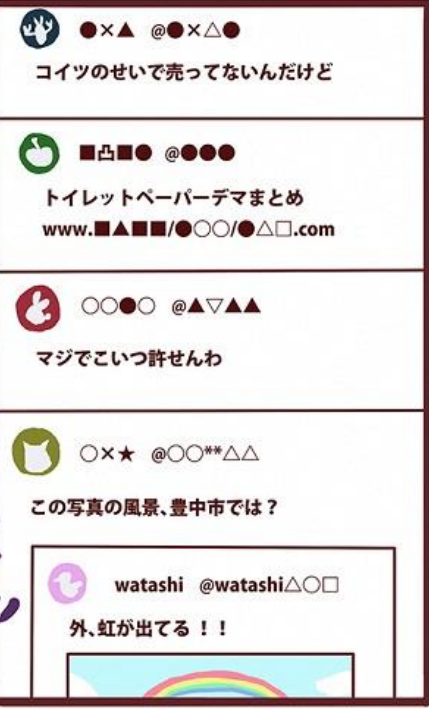 ●×▲ @●×△●
コイツのせいで売ってないんだけど
■凸■● @●●●
トイレットペーパーデマまとめ
www.■▲■■/●○○/●△□.com
○○●○ @▲▽▲▲
マジでこいつ許せんわ
○×★ @○○**△△
この写真の風景、豊中市では？
watashi @watashi△○□
外、虹が出てる！！